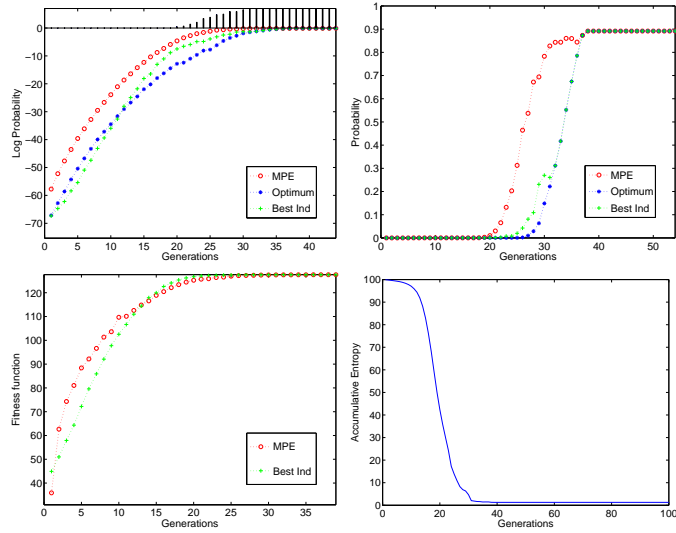 0
−10
−20
−30
−40
−50
−60
−70
Log Probability
0 5 10 15 20 25 30 35 40
Generations
MPE
Optimum
Best Ind
1
0.9
0.8
0.7
0.6
0.5
0.4
0.3
0.2
0.1
0
Probability
0 10 20 30 40 50
Generations
MPE
Optimum
Best Ind
120
110
100
90
80
70
60
50
40
Fitness function
0 5 10 15 20 25 30 35
Generations
MPE
Best Ind
100
90
80
70
60
50
40
30
20
10
0
Accumulative Entropy
0 20 40 60 80 100
Generations